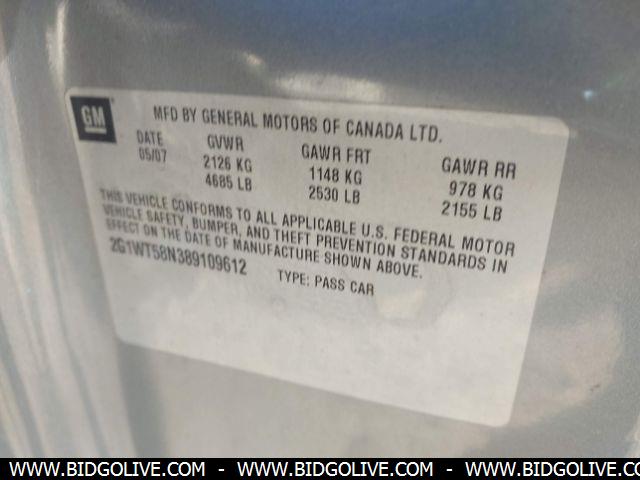 GM
MFD BY GENERAL MOTORS OF CANADA LTD.
DATE GVWR GAWR FRT GAWR RR
05/07 2126 KG 1148 KG 978 KG
4685 LB 2530 LB 2155 LB
THIS VEHICLE CONFORMS TO ALL APPLICABLE U.S. FEDERAL MOTOR
VEHICLE SAFETY, BUMPER, AND THEFT PREVENTION STANDARDS IN
EFFECT ON THE DATE OF MANUFACTURE SHOWN ABOVE.
2G1WT58N389109612 TYPE: PASS CAR
WWW.BIDGOLIVE.COM - WWW.BIDGOLIVE.COM - WWW.BIDGOLIVE.COM